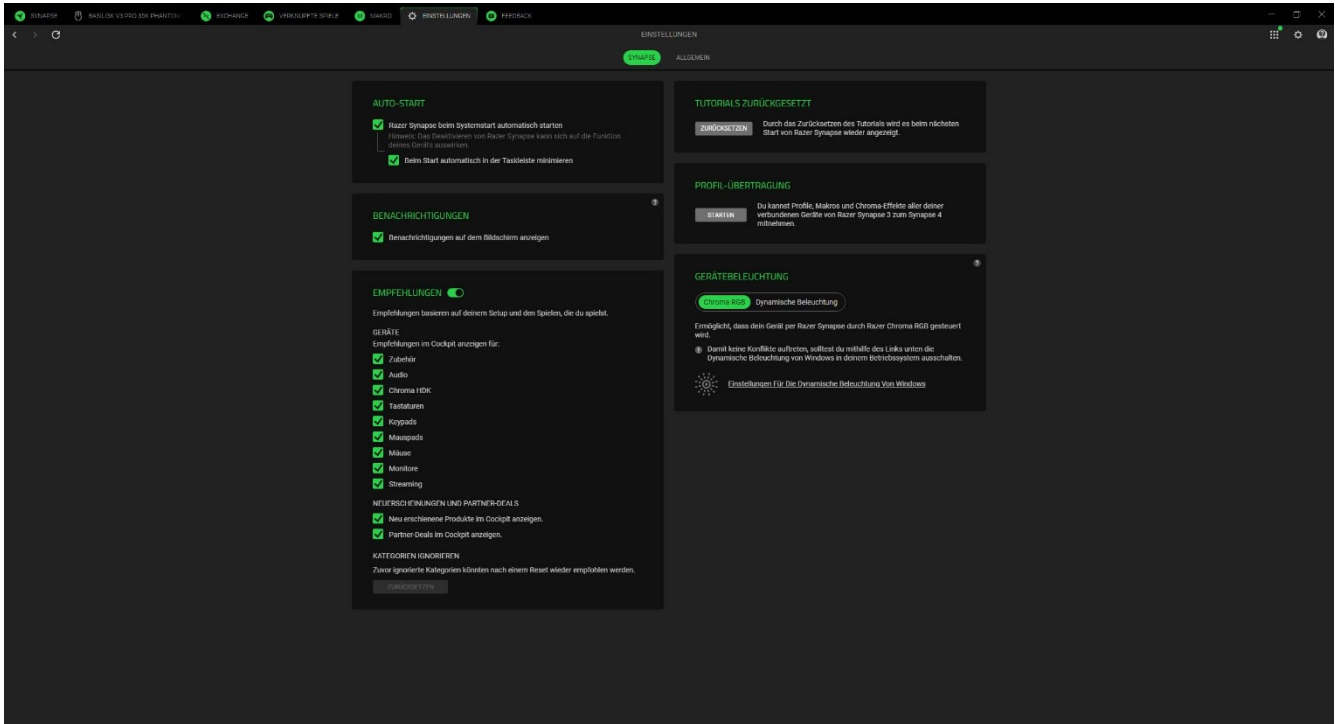 SYNAPSE BASILISK V3 PRO 35K PHANTOM EXCHANGE VERKNÜPFTE SPIELE MAKRO EINSTELLUNGEN FEEDBACK
EINSTELLUNGEN
SYNAPSE ALLGEMEIN
AUTO-START
Razer Synapse beim Systemstart automatisch starten
Hinweis: Das Deaktivieren von Razer Synapse kann sich auf die Funktion
deines Geräts auswirken.
Beim Start automatisch in der Taskleiste minimieren
BENACHRICHTIGUNGEN
Benachrichtigungen auf dem Bildschirm anzeigen
EMPFEHLUNGEN
Empfehlungen basieren auf deinem Setup und den Spielen, die du spielst.
GERÄTE
Empfehlungen im Cockpit anzeigen für:
Zubehör
Audio
Chroma HDK
Tastaturen
Keypads
Mauspads
Mäuse
Monitore
Streaming
NEUERSCHEINUNGEN UND PARTNER-DEALS
Neu erschienene Produkte im Cockpit anzeigen.
Partner-Deals im Cockpit anzeigen.
KATEGORIEN IGNORIEREN
Zuvor ignorierte Kategorien könnten nach einem Reset wieder empfohlen werden.
ZURÜCKSETZEN
TUTORIALS ZURÜCKGESETZT
ZURÜCKSETZEN
Durch das Zurücksetzen des Tutorials wird es beim nächsten
Start von Razer Synapse wieder angezeigt.
PROFIL-ÜBERTRAGUNG
STARTEN
Du kannst Profile, Makros und Chroma-Effekte aller deiner
verbundenen Geräte von Razer Synapse 3 zum Synapse 4
mitnehmen.
GERÄTEBELEUCHTUNG
Chroma RGB Dynamische Beleuchtung
Ermöglicht, dass dein Gerät per Razer Synapse durch Razer Chroma RGB gesteuert
wird.
Damit keine Konflikte auftreten, solltest du mithilfe des Links unten die
Dynamische Beleuchtung von Windows in deinem Betriebssystem ausschalten.
Einstellungen Für Die Dynamische Beleuchtung Von Windows